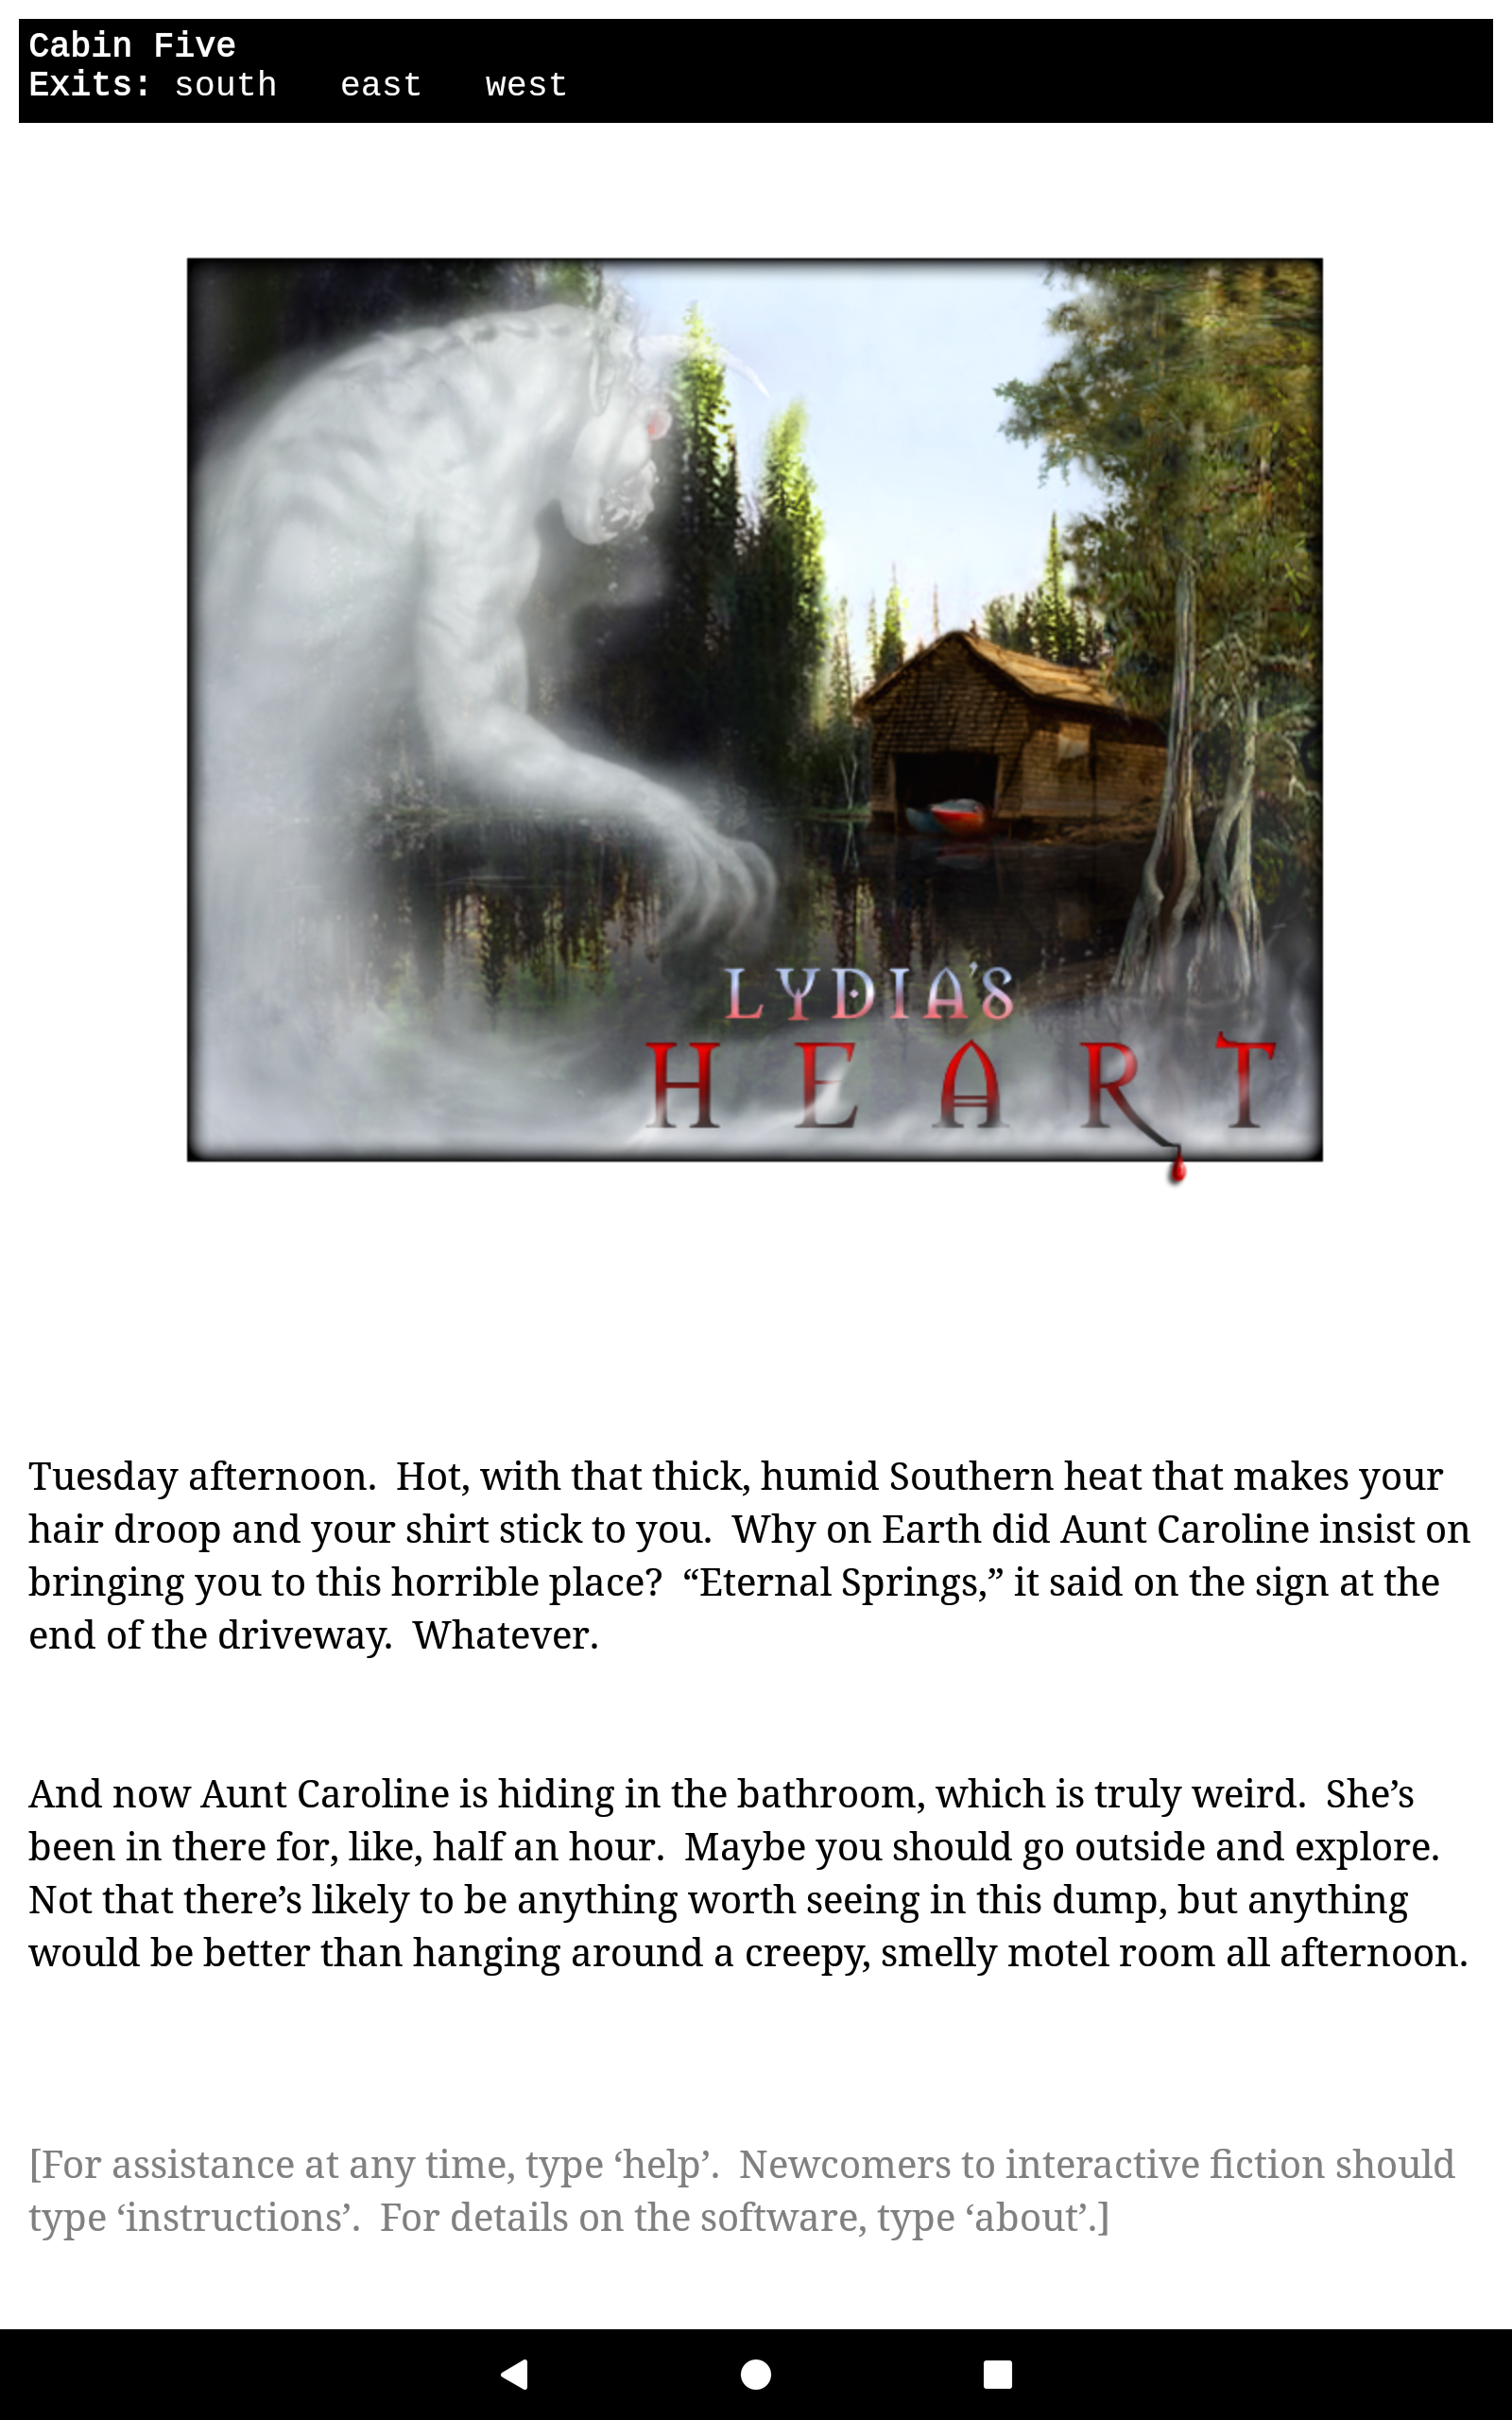 Cabin Five
Exits: south east west
LYDIA'S
HEART
Tuesday afternoon. Hot, with that thick, humid Southern heat that makes your
hair droop and your shirt stick to you. Why on Earth did Aunt Caroline insist on
bringing you to this horrible place? “Eternal Springs,” it said on the sign at the
end of the driveway. Whatever.
And now Aunt Caroline is hiding in the bathroom, which is truly weird. She’s
been in there for, like, half an hour. Maybe you should go outside and explore.
Not that there’s likely to be anything worth seeing in this dump, but anything
would be better than hanging around a creepy, smelly motel room all afternoon.
[For assistance at any time, type ‘help’. Newcomers to interactive fiction should
type ‘instructions’. For details on the software, type ‘about’.]